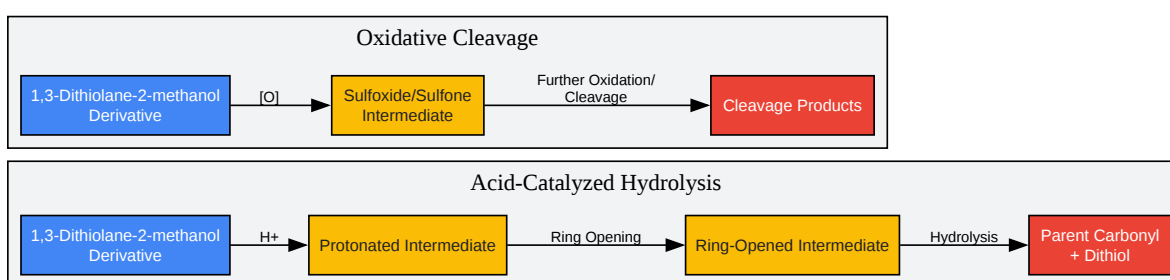 Oxidative Cleavage
1,3-Dithiolane-2-methanol
Derivative
[O]
Sulfoxide/Sulfone
Intermediate
Further Oxidation/
Cleavage
Cleavage Products
Acid-Catalyzed Hydrolysis
1,3-Dithiolane-2-methanol
Derivative
H+
Protonated Intermediate
Ring Opening
Ring-Opened Intermediate
Hydrolysis
Parent Carbonyl
+ Dithiol